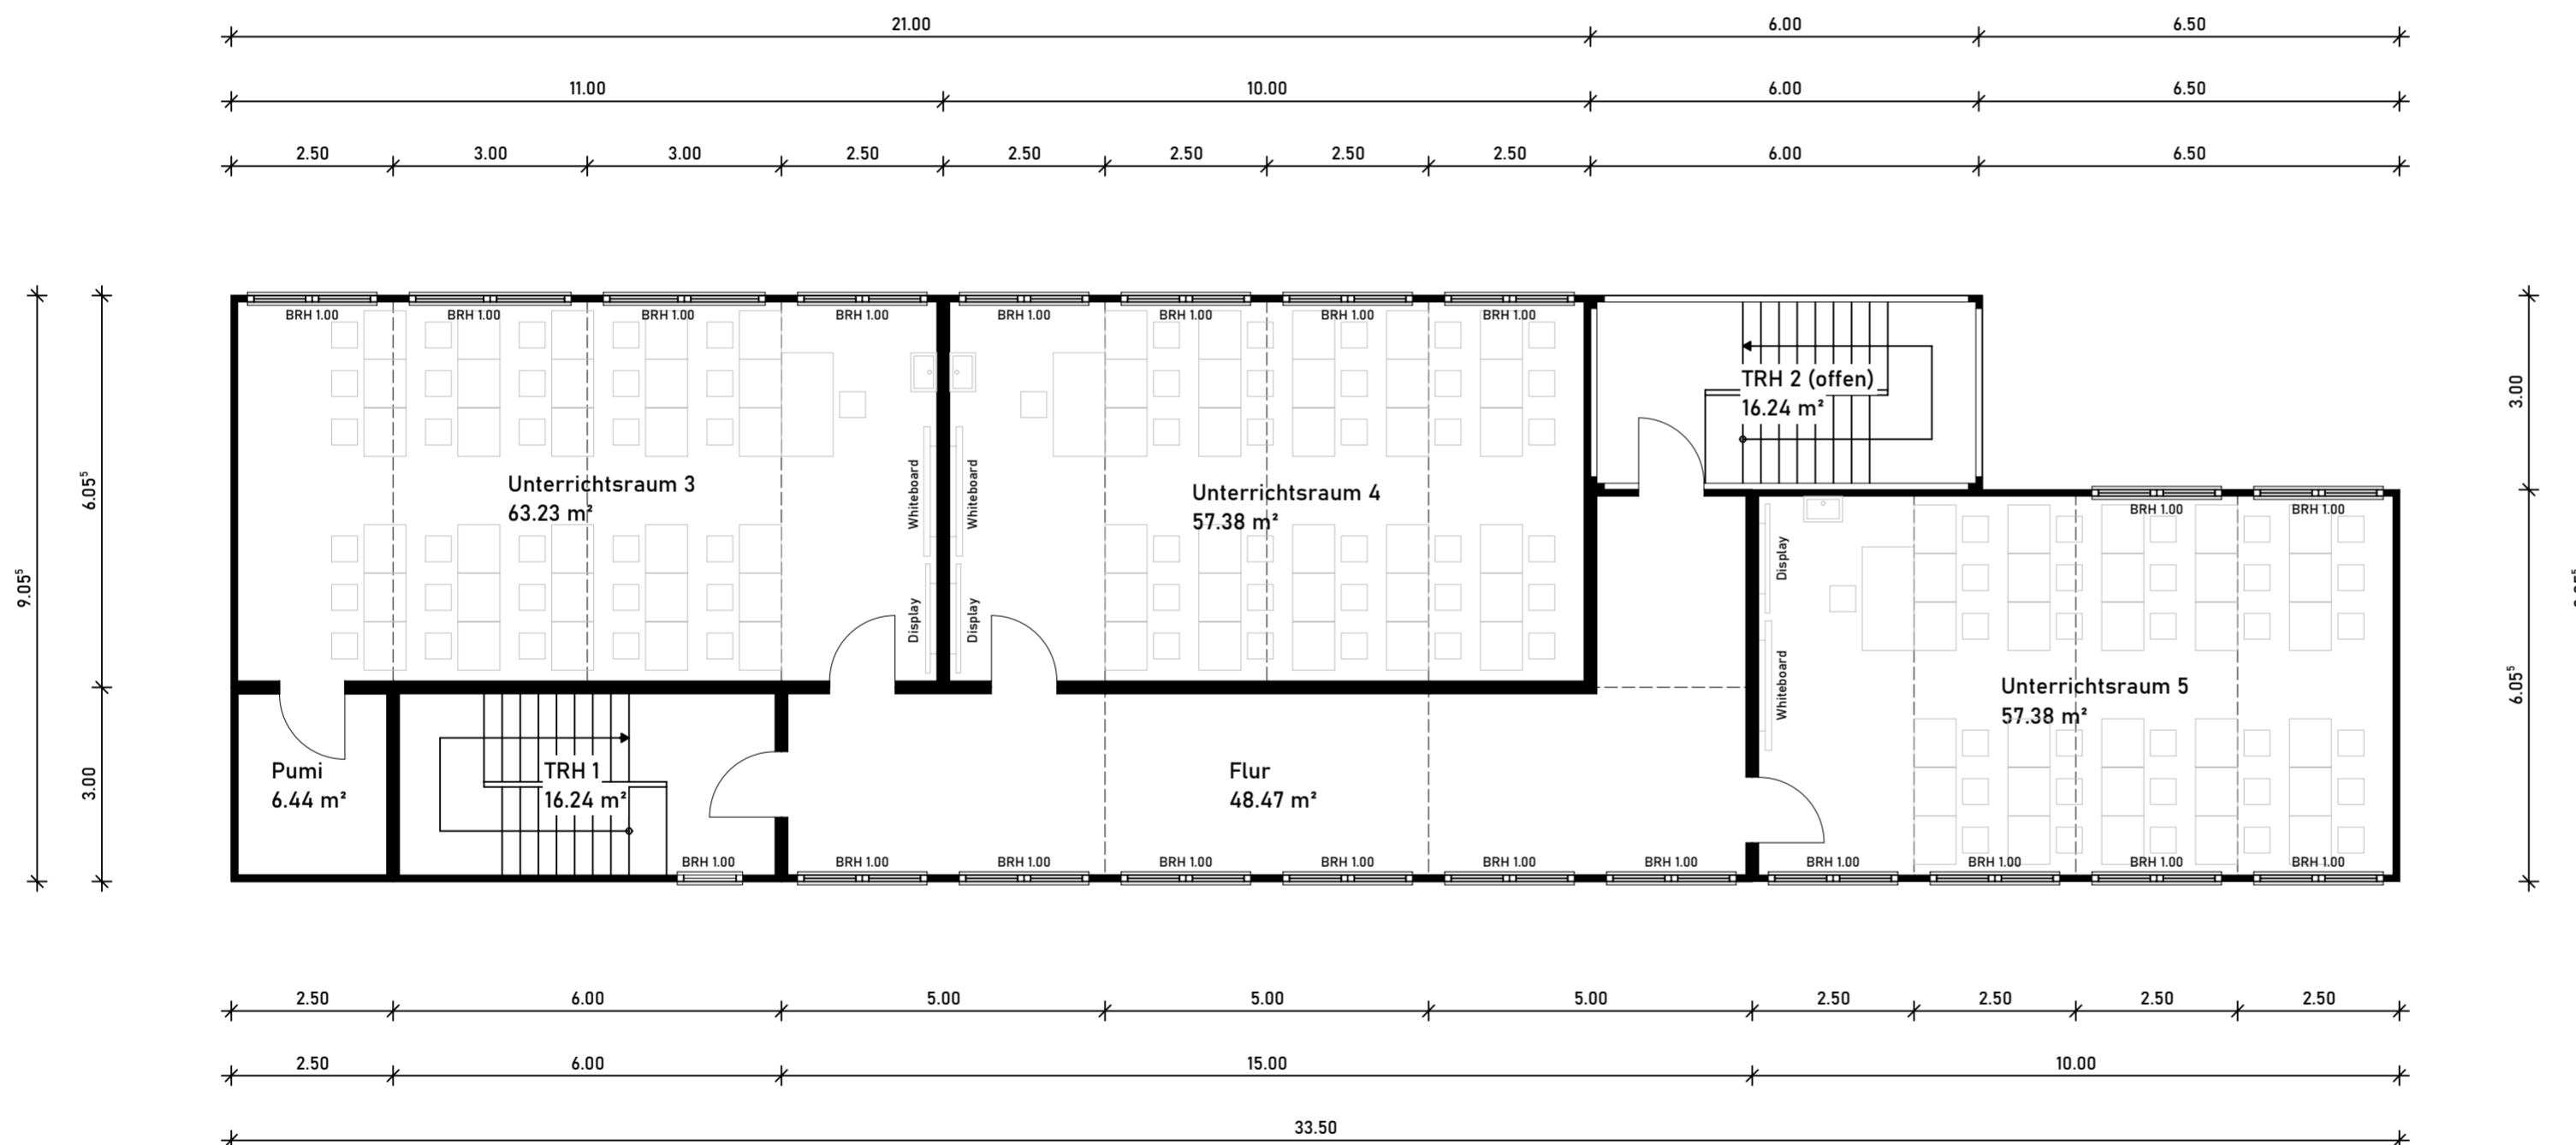 21.00 6.00 6.50
11.00 10.00 6.00 6.50
2.50 3.00 3.00 2.50 2.50 2.50 2.50 2.50 6.00 6.50
BRH 1.00 BRH 1.00 BRH 1.00 BRH 1.00 BRH 1.00 BRH 1.00 BRH 1.00 BRH 1.00
9.05⁵
6.05⁵
3.00
Unterrichtsraum 3
63.23 m²
Whiteboard
Display
Whiteboard
Display
Unterrichtsraum 4
57.38 m²
TRH 2 (offen)
16.24 m²
3.00
6.05⁵
BRH 1.00 BRH 1.00
Display
Whiteboard
Unterrichtsraum 5
57.38 m²
Pumi
6.44 m²
TRH 1
16.24 m²
Flur
48.47 m²
BRH 1.00 BRH 1.00 BRH 1.00 BRH 1.00 BRH 1.00 BRH 1.00 BRH 1.00 BRH 1.00 BRH 1.00 BRH 1.00 BRH 1.00
2.50 6.00 5.00 5.00 5.00 2.50 2.50 2.50 2.50
2.50 6.00 15.00 10.00
33.50